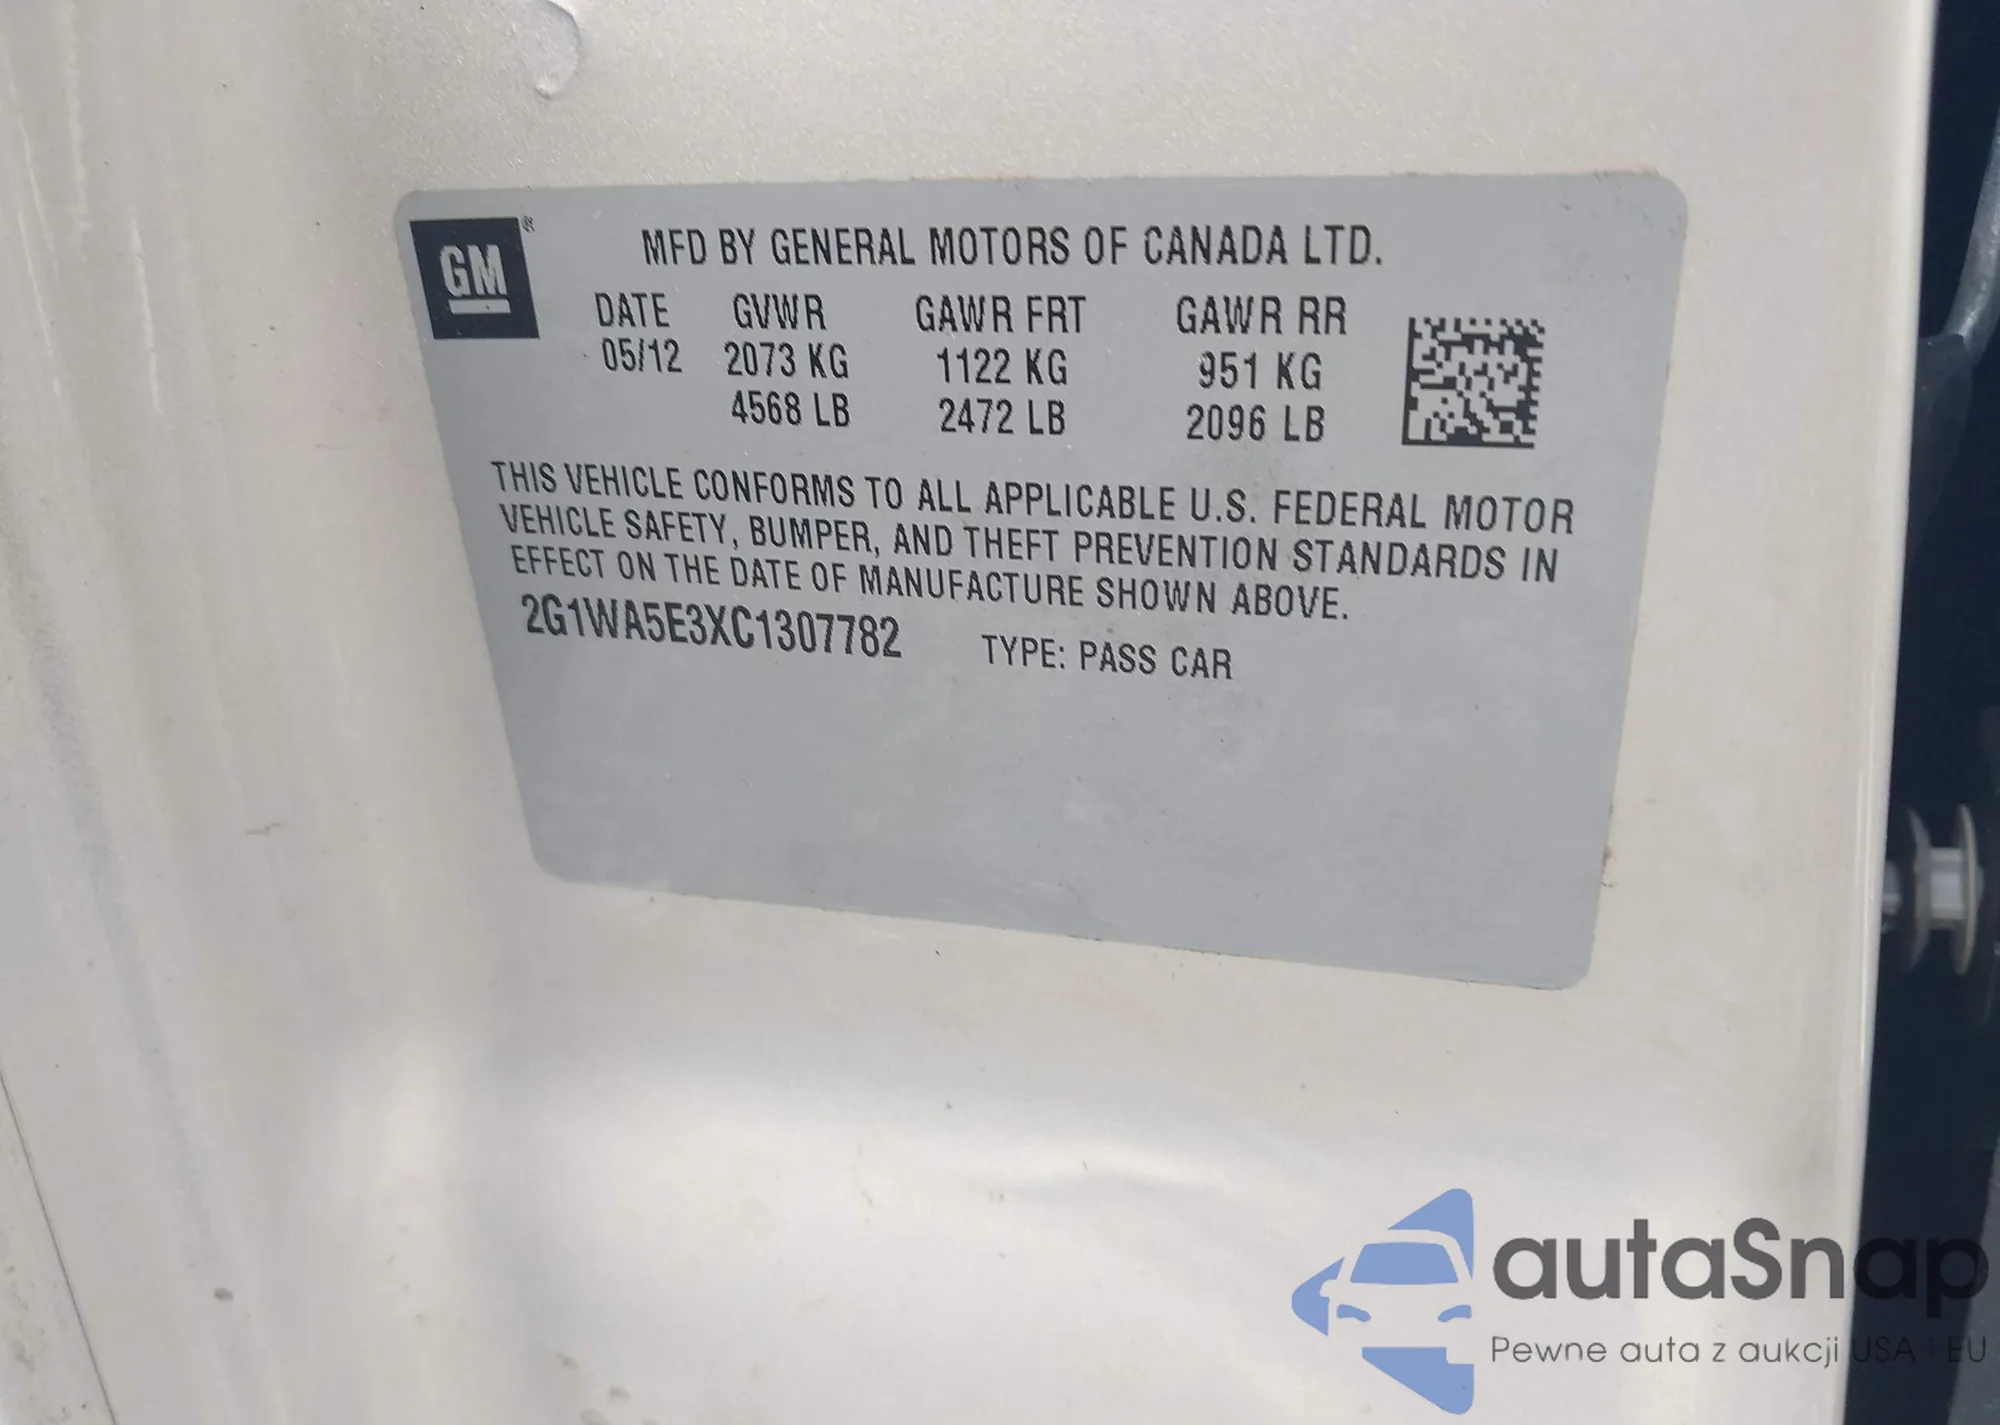 GM®
MFD BY GENERAL MOTORS OF CANADA LTD.
DATE GVWR GAWR FRT GAWR RR
05/12 2073 KG 1122 KG 951 KG
4568 LB 2472 LB 2096 LB
THIS VEHICLE CONFORMS TO ALL APPLICABLE U.S. FEDERAL MOTOR
VEHICLE SAFETY, BUMPER, AND THEFT PREVENTION STANDARDS IN
EFFECT ON THE DATE OF MANUFACTURE SHOWN ABOVE.
2G1WA5E3XC1307782 TYPE: PASS CAR
autaSnap
Pewne auta z aukcji USA i EU